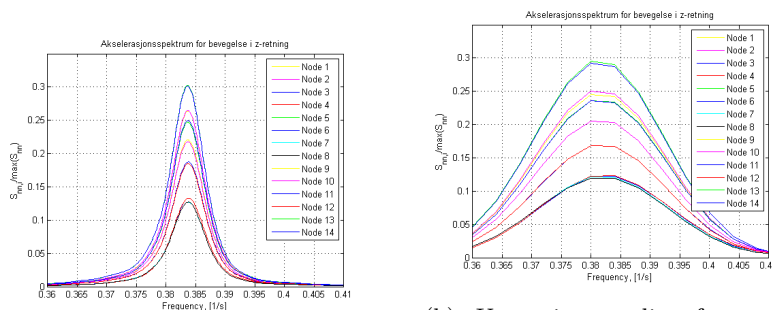 Akselerasjonsspektrum for bevegelse i z-retning
S_nn,i/max(S_nn)
0.3
0.25
0.2
0.15
0.1
0.05
0
0.36 0.365 0.37 0.375 0.38 0.385 0.39 0.395 0.4 0.405 0.41
Frequency, [1/s]
Node 1
Node 2
Node 3
Node 4
Node 5
Node 6
Node 7
Node 8
Node 9
Node 10
Node 11
Node 12
Node 13
Node 14
Akselerasjonsspektrum for bevegelse i z-retning
S_nn,i/max(S_nn)
0.3
0.25
0.2
0.15
0.1
0.05
0
0.36 0.365 0.37 0.375 0.38 0.385 0.39 0.395 0.4 0.405 0.4
Frequency, [1/s]
Node 1
Node 2
Node 3
Node 4
Node 5
Node 6
Node 7
Node 8
Node 9
Node 10
Node 11
Node 12
Node 13
Node 14